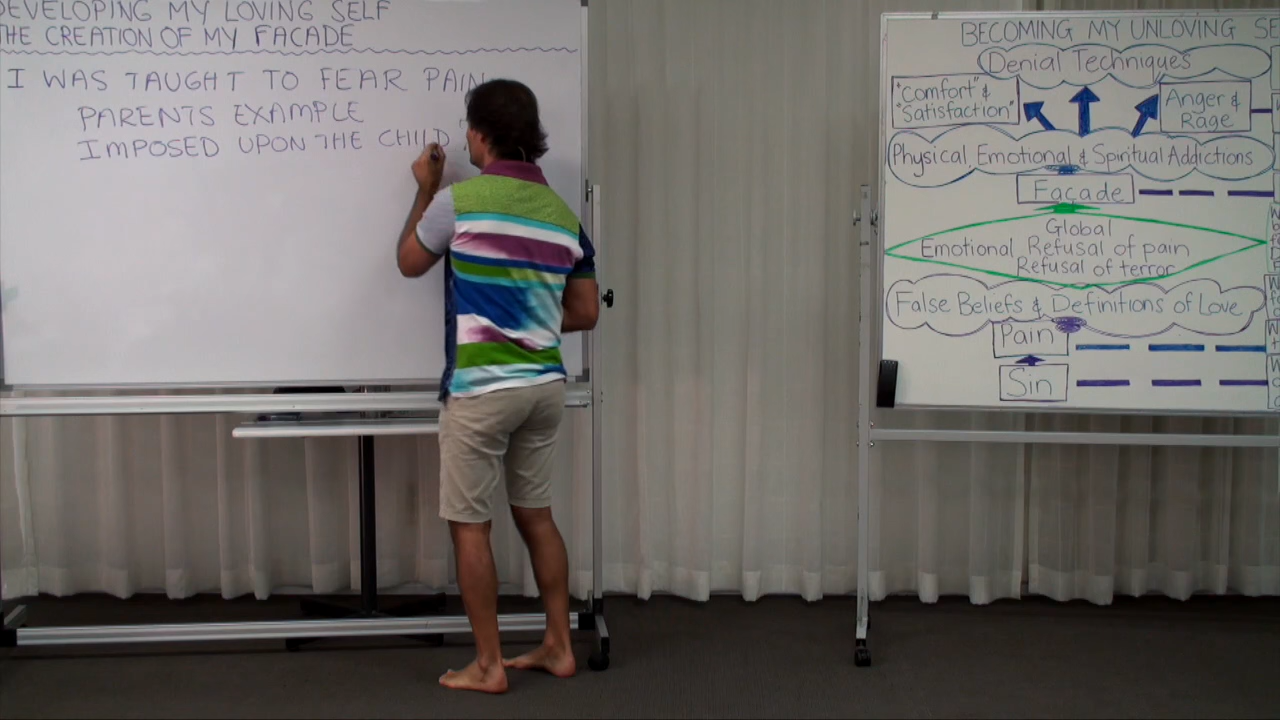 DEVELOPING MY LOVING SELF
THE CREATION OF MY FACADE
I WAS TAUGHT TO FEAR PAIN
PARENTS EXAMPLE
IMPOSED UPON THE CHILD
BECOMING MY UNLOVING SE
Denial Techniques
"Comfort" &
"Satisfaction"
Anger &
Rage
Physical, Emotional & Spiritual Addictions
Façade
Global
Emotional Refusal of pain
Refusal of terror
False Beliefs & Definitions of Love
Pain
Sin